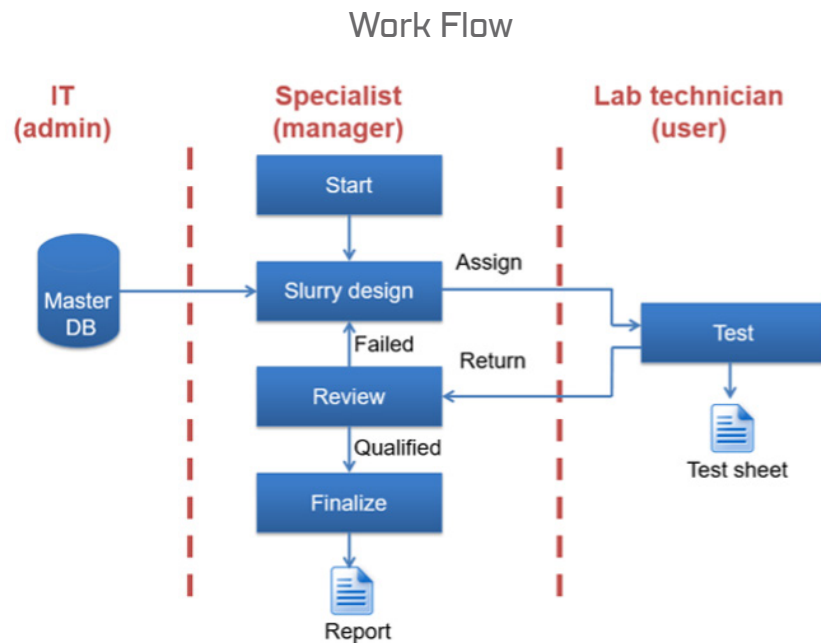 Work Flow
IT
(admin)
Specialist
(manager)
Lab technician
(user)
Start
Slurry design
Assign
Master
DB
Test
Failed
Return
Review
Qualified
Test sheet
Finalize
Report